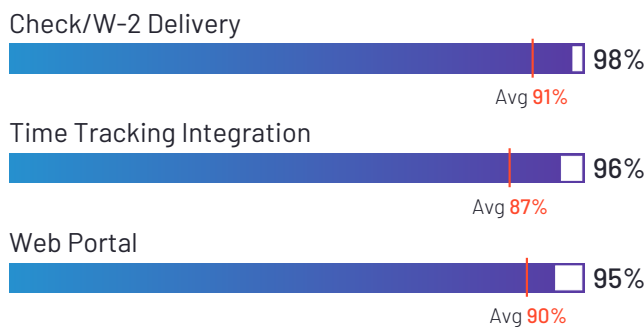 Check/W-2 Delivery
98%
Avg 91%
Time Tracking Integration
96%
Avg 87%
Web Portal
95%
Avg 90%